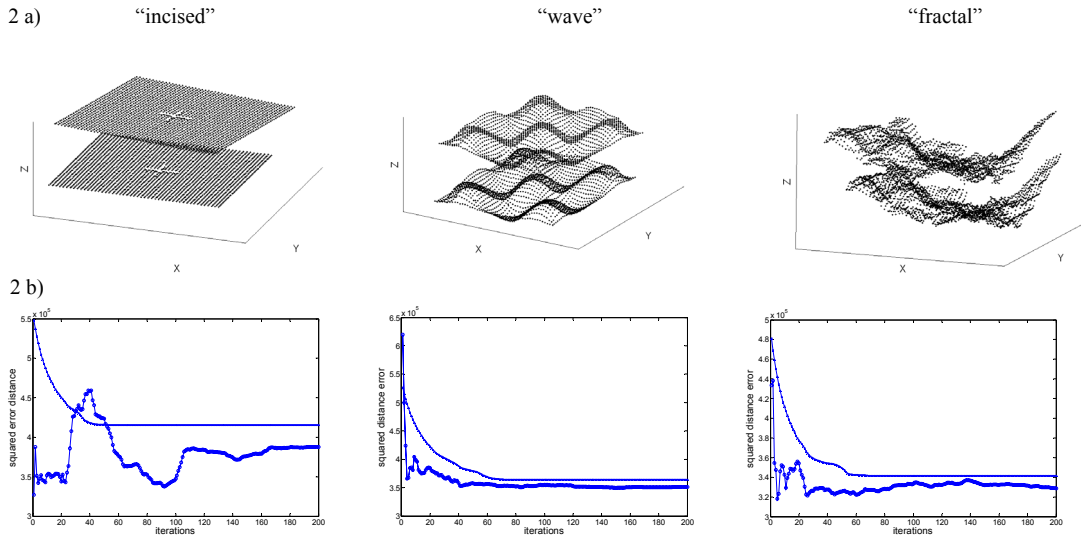 2 a) “incised” “wave” “fractal”
Z
X
Y
Z
X
Y
Z
X
Y
2 b)
x 10^5
5.5
5
4.5
4
3.5
3
squared error distance
0 20 40 60 80 100 120 140 160 180 200
iterations
x 10^5
6.5
6
5.5
5
4.5
4
3.5
3
squared distance error
0 20 40 60 80 100 120 140 160 180 200
iterations
x 10^5
5
4.8
4.6
4.4
4.2
4
3.8
3.6
3.4
3.2
3
squared distance error
0 20 40 60 80 100 120 140 160 180 200
iterations